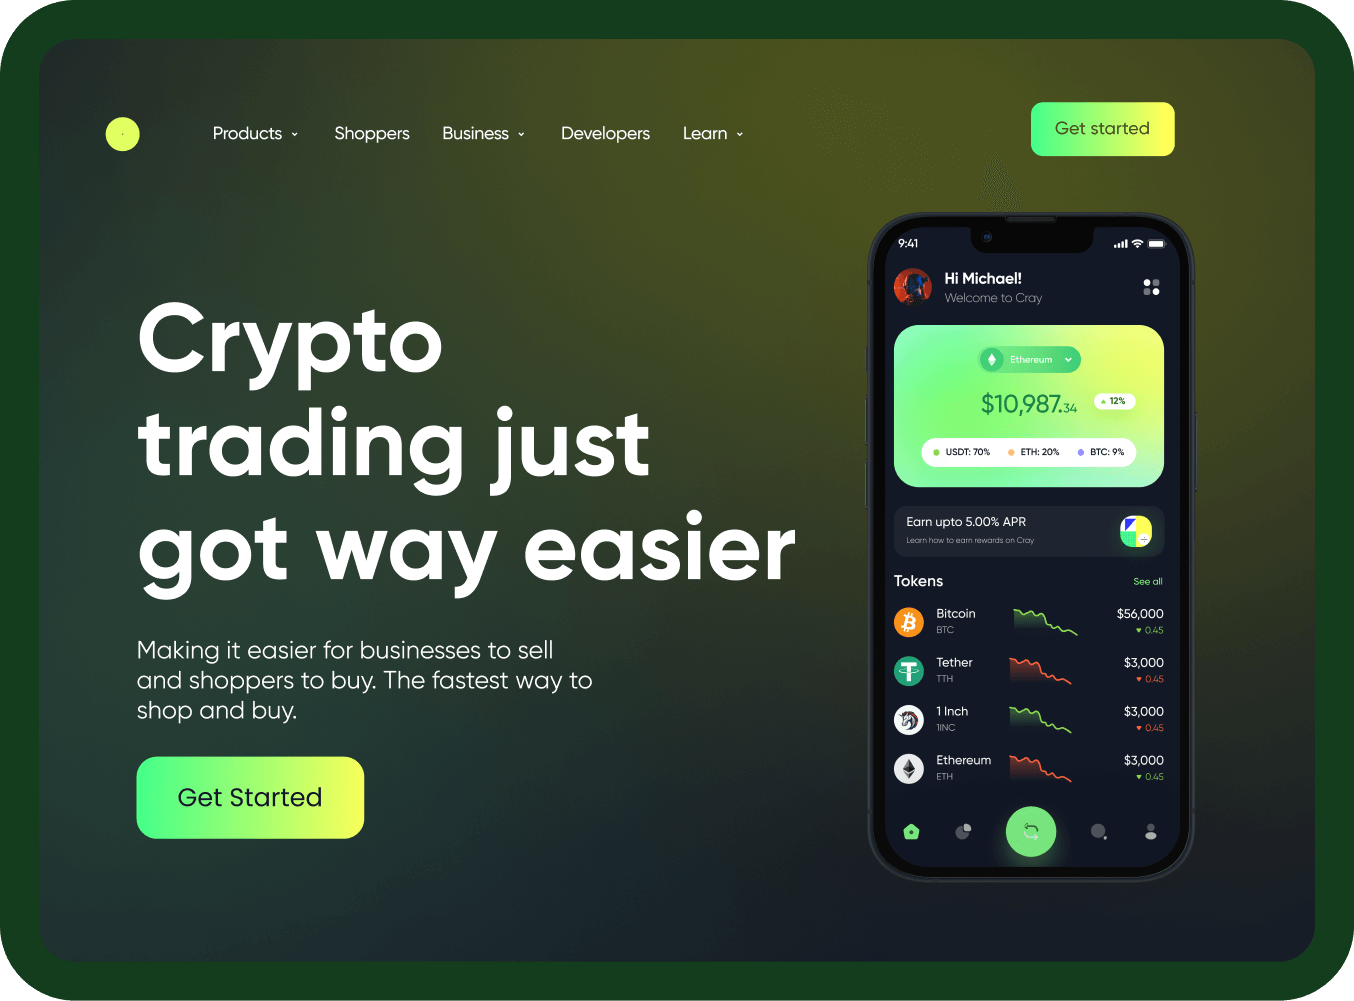 Products
Shoppers
Business
Developers
Learn
Get started
Crypto
trading just
got way easier
Making it easier for businesses to sell
and shoppers to buy. The fastest way to
shop and buy.
Get Started
9:41
Hi Michael!
Welcome to Cray
Ethereum
$10,987.34
12%
USDT: 70% ETH: 20% BTC: 9%
Earn upto 5.00% APR
Learn how to earn rewards on Cray
Tokens See all
Bitcoin $56,000
BTC 0.45
Tether $3,000
TTH 0.45
1 Inch $3,000
1INC 0.45
Ethereum $3,000
ETH 0.45